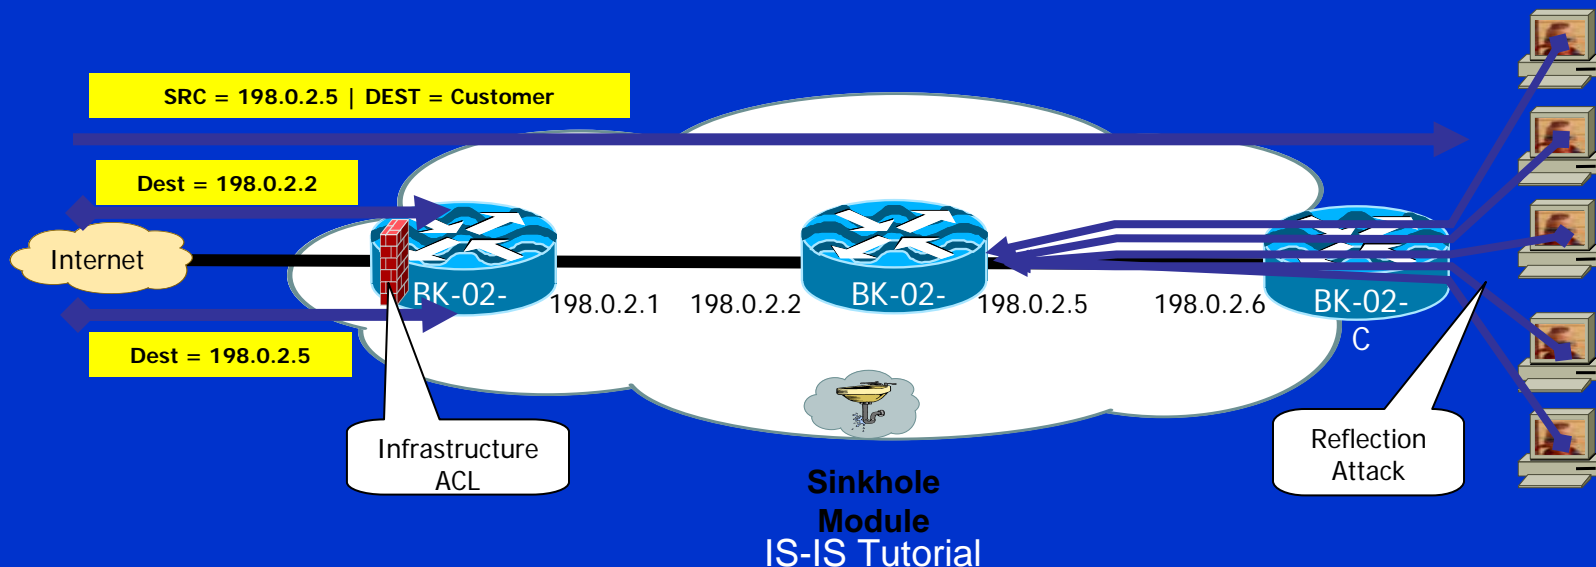 SRC = 198.0.2.5 | DEST = Customer
Dest = 198.0.2.2
Internet
BK-02-
198.0.2.1
198.0.2.2
BK-02-
198.0.2.5
198.0.2.6
BK-02-
C
Dest = 198.0.2.5
Infrastructure
ACL
Reflection
Attack
Sinkhole
Module
IS-IS Tutorial